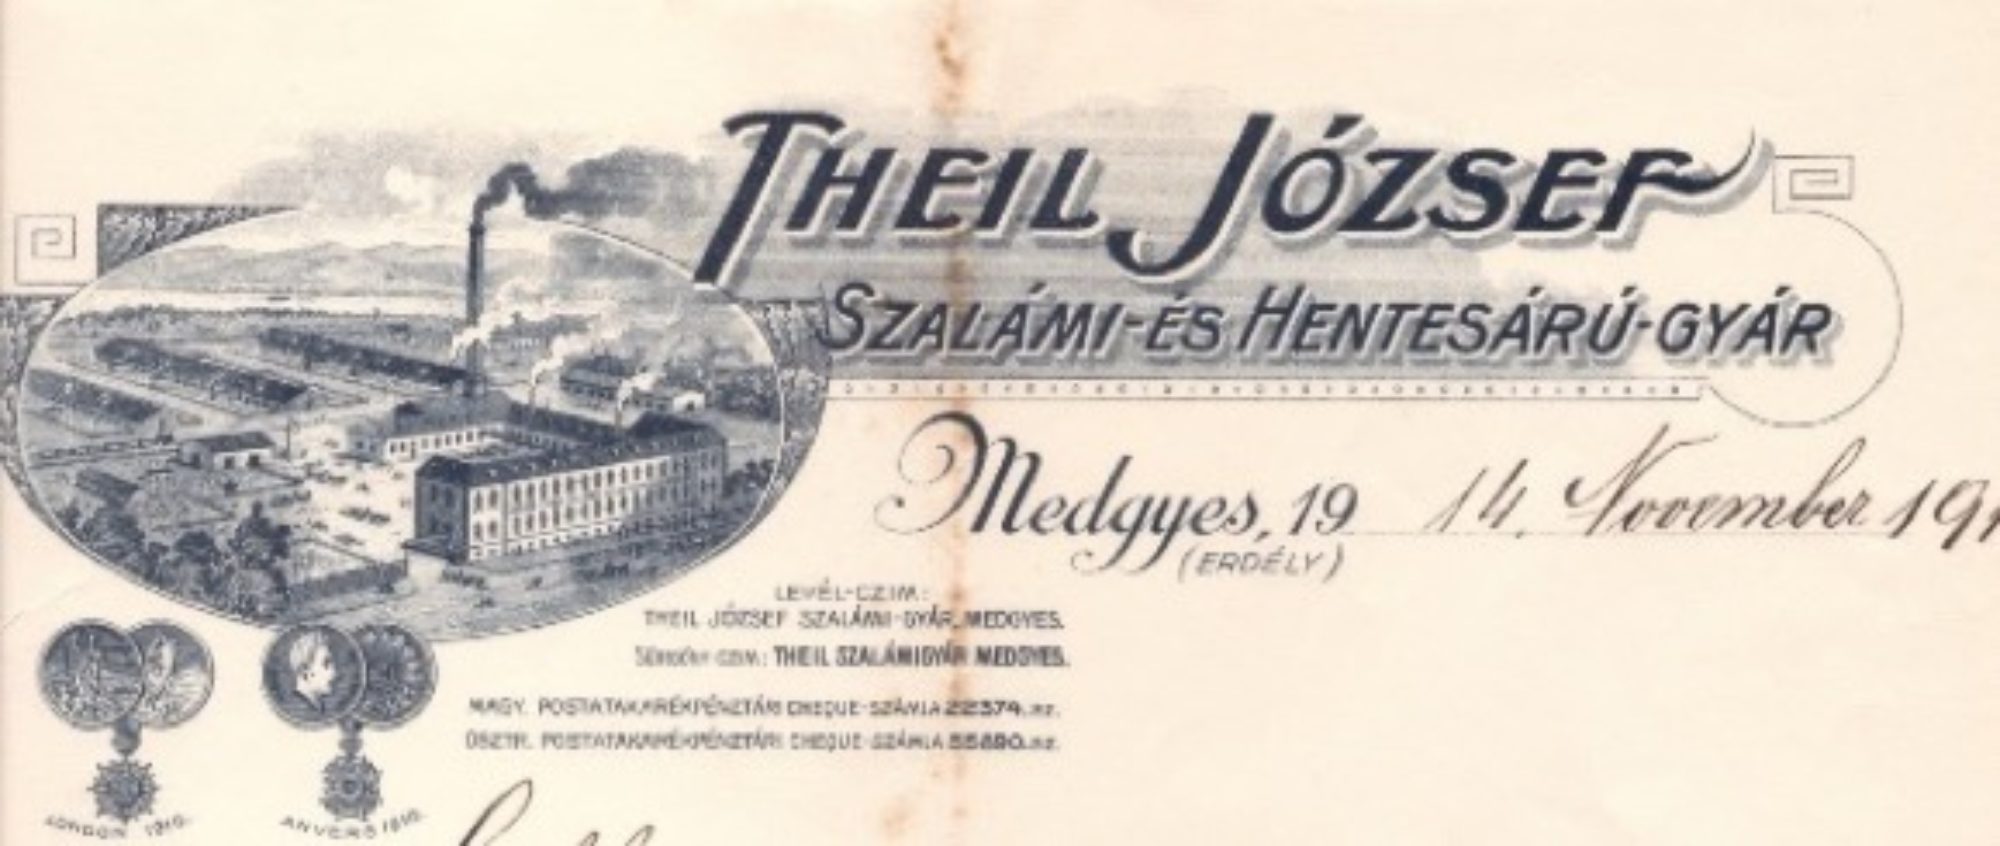 THEIL JÓZSEF
SZALÁMI-ÉS HENTESÁRÚ-GYÁR
Medgyes, 19 14. November 191
(ERDÉLY)
LEVÉL-CZIM:
THEIL JÓZSEF SZALÁMI-GYÁR, MEDGYES.
SÜRGÖNY-CZIM: THEIL SZALÁMIGYÁR MEDGYES.
MAGY. POSTATAKARÉKPÉNZTÁRI CHEQUE-SZÁMLA 22374. sz.
OSZTR. POSTATAKARÉKPÉNZTÁRI CHEQUE-SZÁMLA sz.
LONDON 1910.
ANVERS 1910.